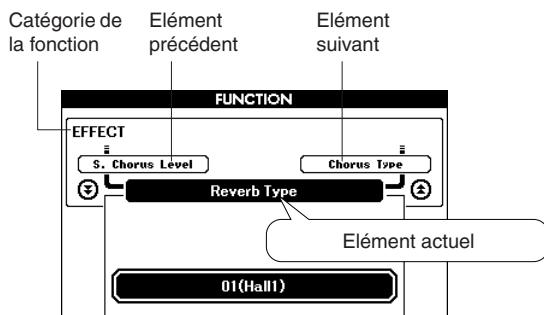 Catégorie de la fonction
Elément précédent
Elément suivant
FUNCTION
EFFECT
S. Chorus Level
Chorus Type
Reverb Type
Elément actuel
01(Hall1)